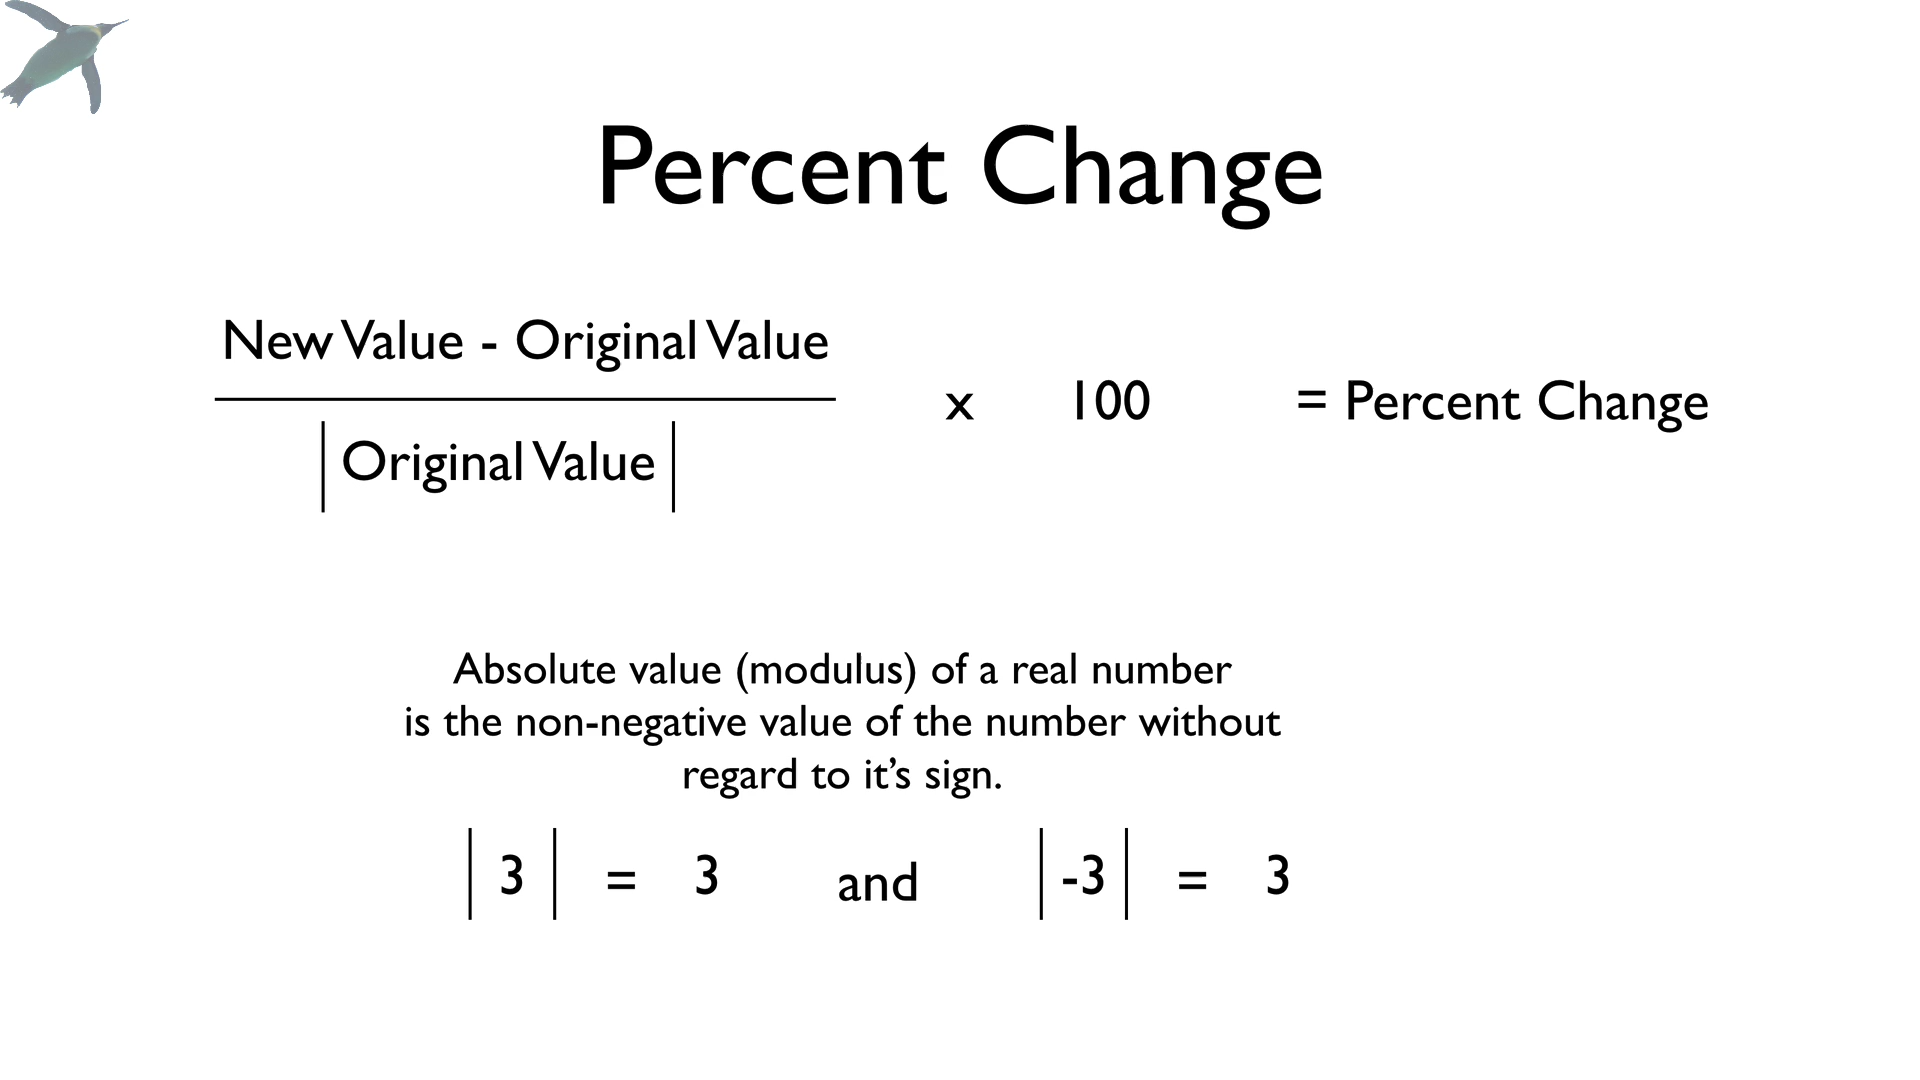 Percent Change
New Value - Original Value
x 100 = Percent Change
| Original Value |
Absolute value (modulus) of a real number
is the non-negative value of the number without
regard to it’s sign.
| 3 | = 3 and | -3 | = 3